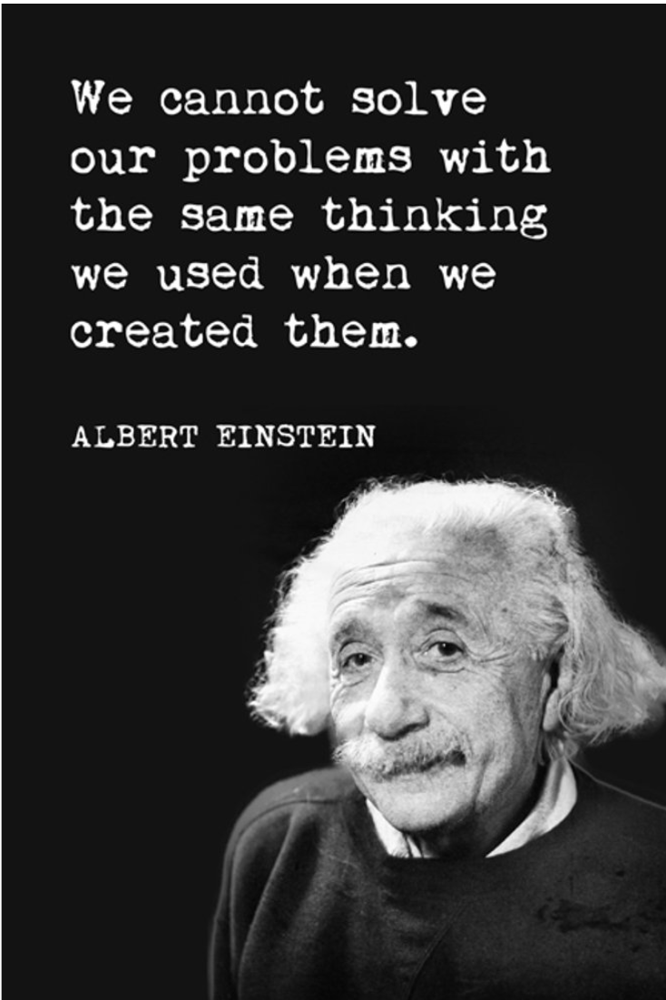 We cannot solve
our problems with
the same thinking
we used when we
created them.
ALBERT EINSTEIN